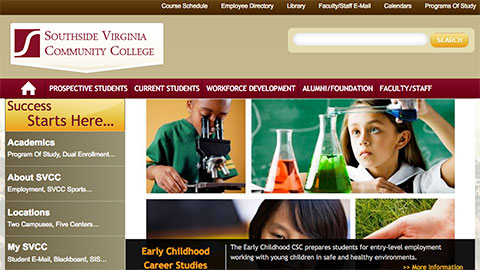 Course Schedule Employee Directory Library Faculty/Staff E-Mail Calendars Programs Of Study
S
SOUTHSIDE VIRGINIA
COMMUNITY COLLEGE
SEARCH
PROSPECTIVE STUDENTS CURRENT STUDENTS WORKFORCE DEVELOPMENT ALUMNI/FOUNDATION FACULTY/STAFF
Success
Starts Here...
Academics
Program Of Study, Dual Enrollment...
About SVCC
Employment, SVCC Sports...
Locations
Two Campuses, Five Centers...
My SVCC
Student E-Mail, Blackboard, SIS...
Early Childhood
Career Studies
The Early Childhood CSC prepares students for entry-level employment
working with young children in safe and healthy environments.
>> More information